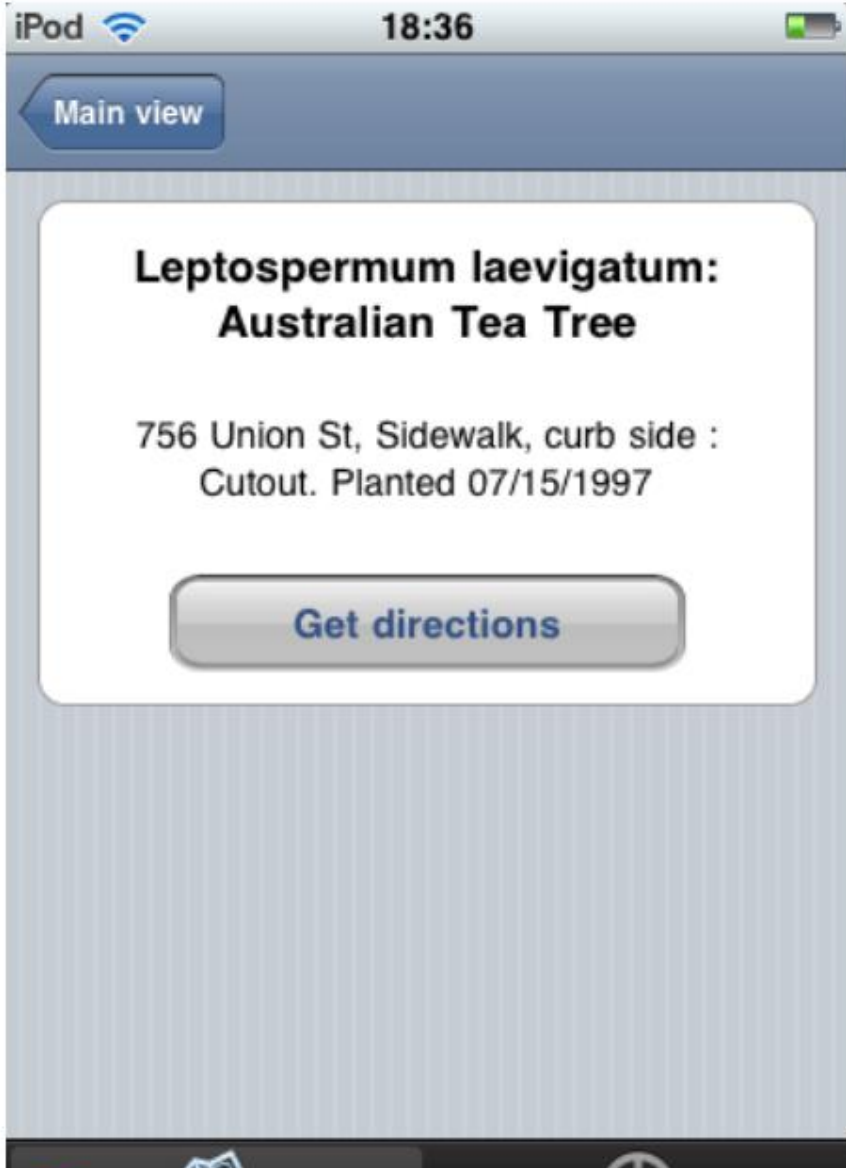 iPod 18:36
Main view
Leptospermum laevigatum:
Australian Tea Tree
756 Union St, Sidewalk, curb side :
Cutout. Planted 07/15/1997
Get directions